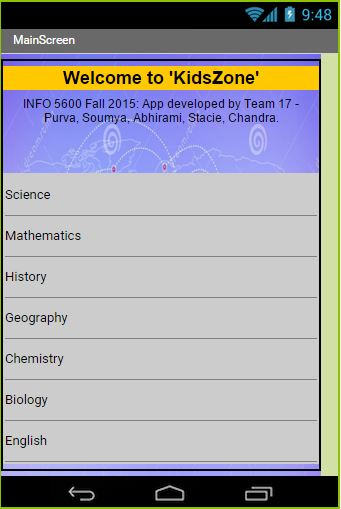 9:48
MainScreen
Welcome to 'KidsZone'
INFO 5600 Fall 2015: App developed by Team 17 -
Purva, Soumya, Abhirami, Stacie, Chandra.
Science
Mathematics
History
Geography
Chemistry
Biology
English